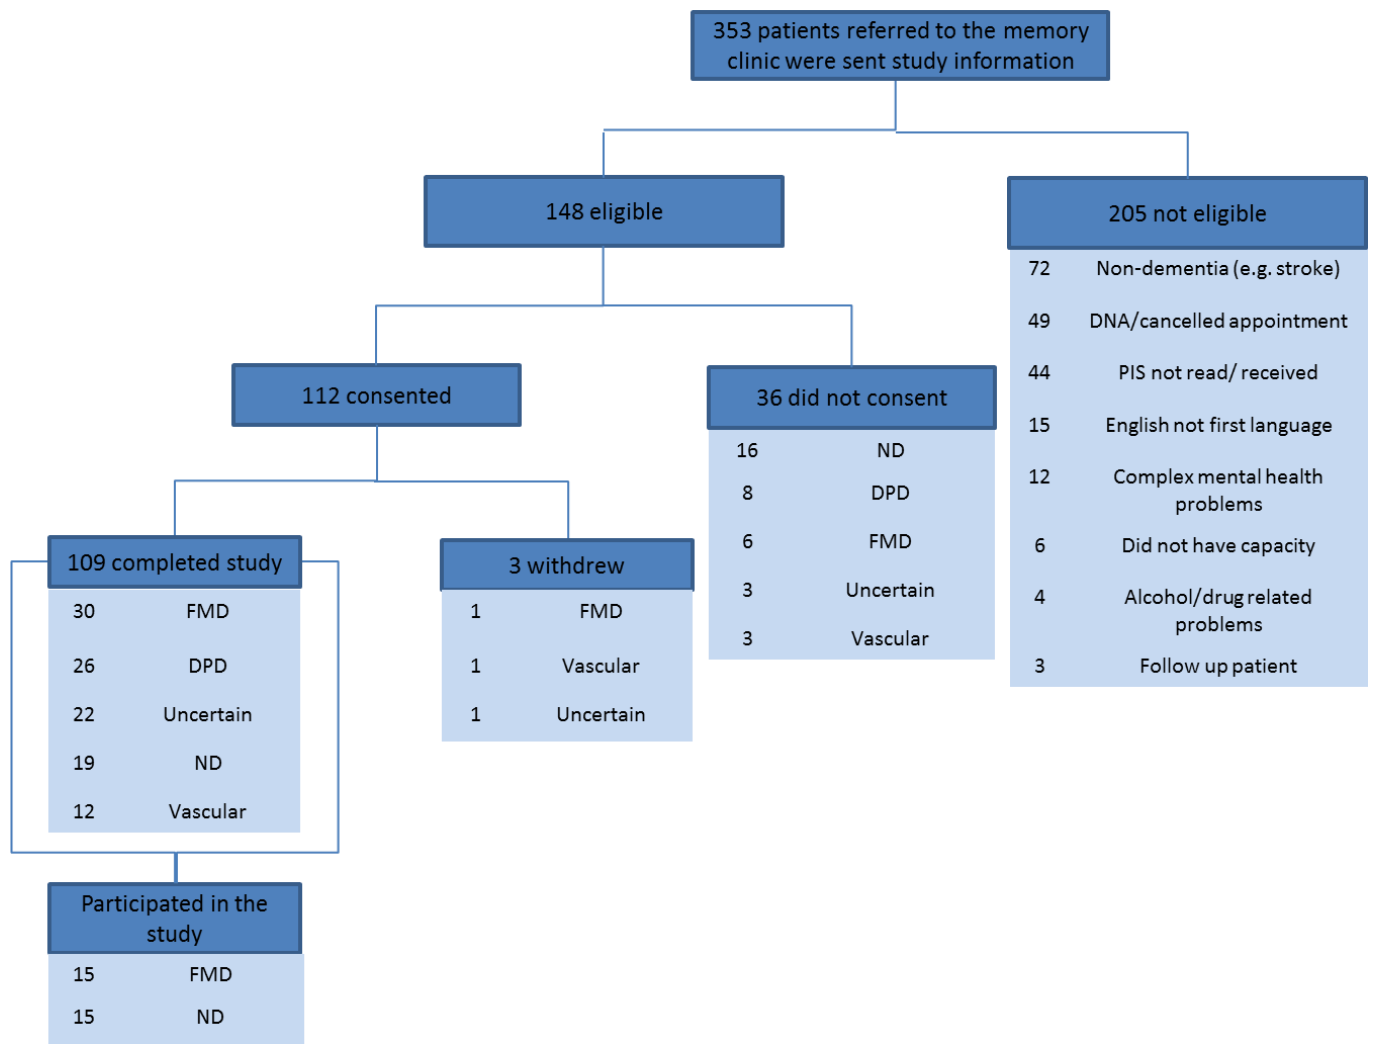 353 patients referred to the memory
clinic were sent study information
148 eligible
205 not eligible
72 Non-dementia (e.g. stroke)
49 DNA/cancelled appointment
44 PIS not read/ received
15 English not first language
12 Complex mental health
problems
6 Did not have capacity
4 Alcohol/drug related
problems
3 Follow up patient
112 consented
36 did not consent
16 ND
8 DPD
6 FMD
3 Uncertain
3 Vascular
109 completed study
30 FMD
26 DPD
22 Uncertain
19 ND
12 Vascular
3 withdrew
1 FMD
1 Vascular
1 Uncertain
Participated in the
study
15 FMD
15 ND